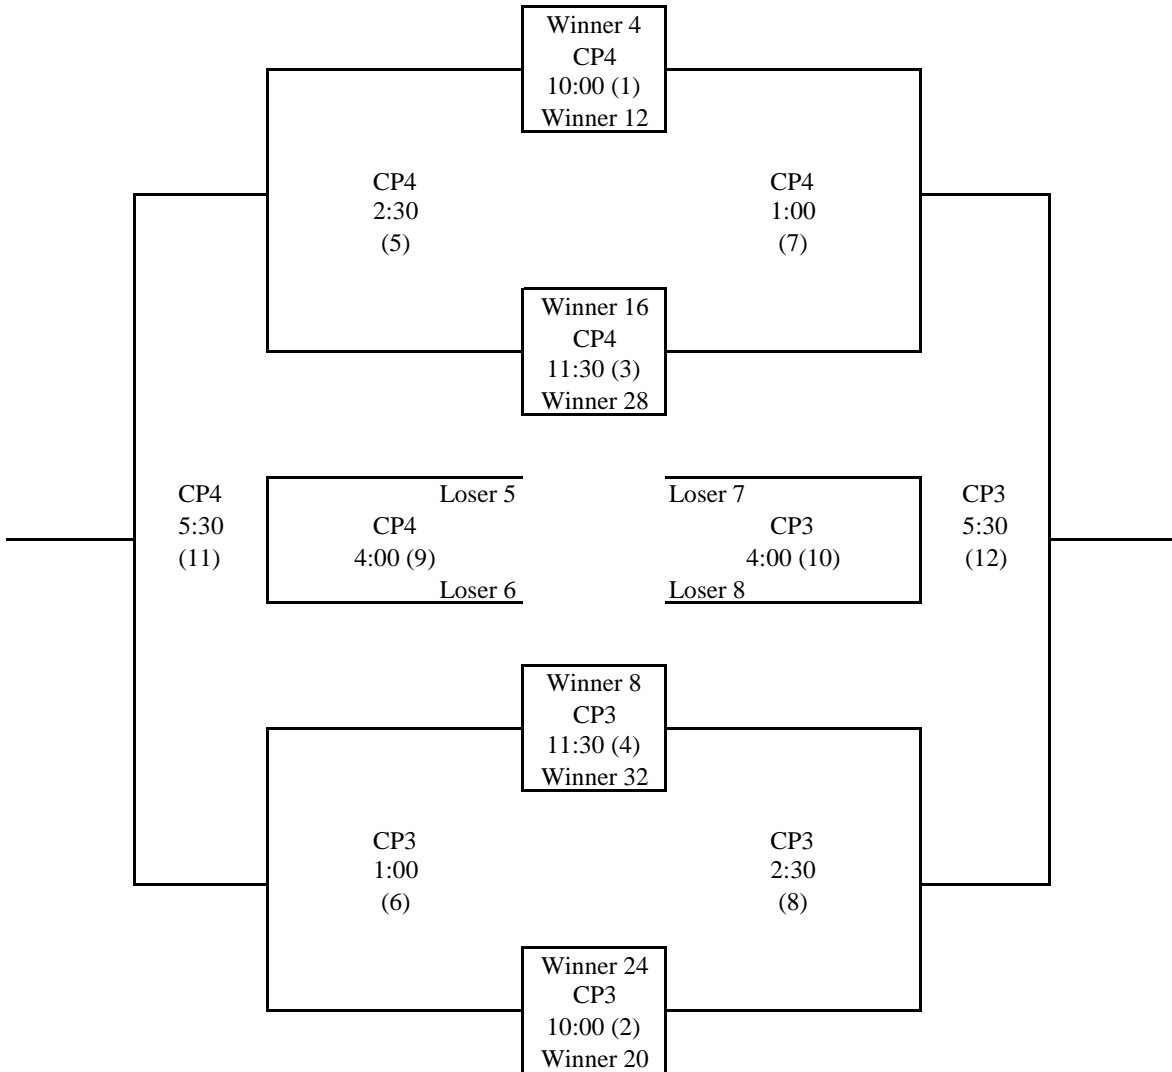 Winner 4
CP4
10:00 (1)
Winner 12
CP4
2:30
(5)
CP4
1:00
(7)
Winner 16
CP4
11:30 (3)
Winner 28
CP4
5:30
(11)
Loser 5
CP4
4:00 (9)
Loser 6
Loser 7
CP3
4:00 (10)
Loser 8
CP3
5:30
(12)
Winner 8
CP3
11:30 (4)
Winner 32
CP3
1:00
(6)
CP3
2:30
(8)
Winner 24
CP3
10:00 (2)
Winner 20